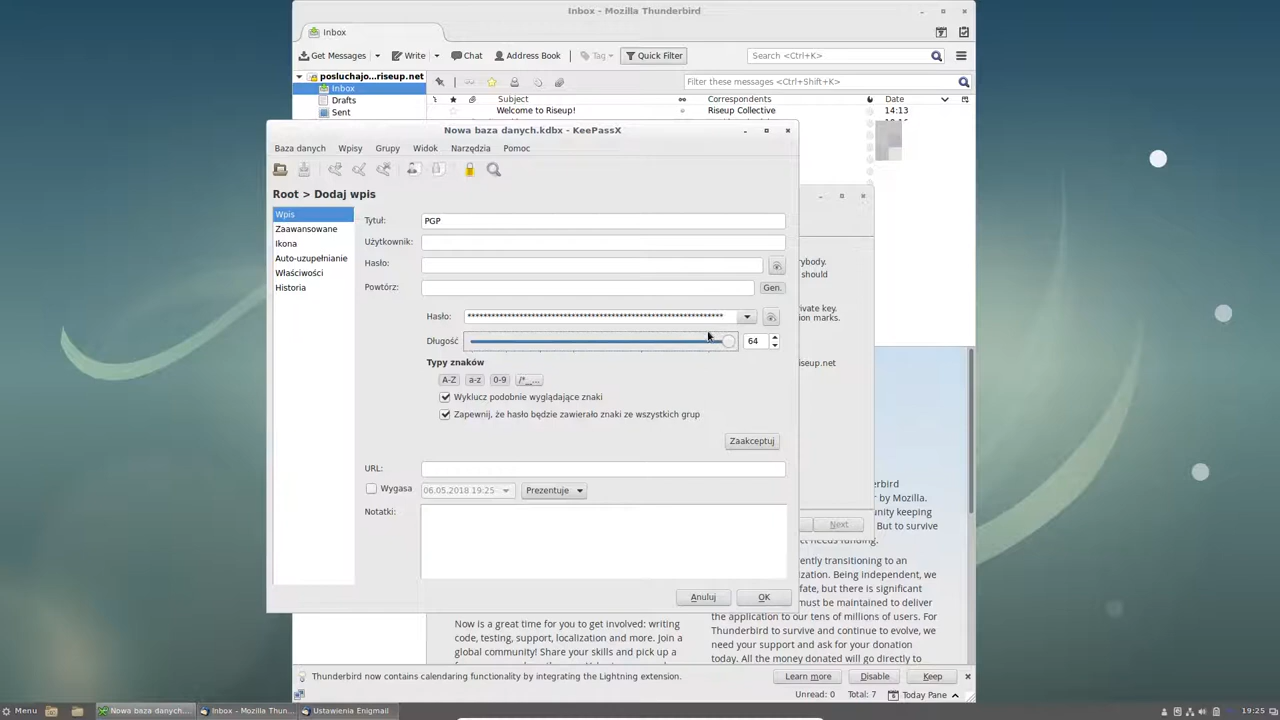 Inbox - Mozilla Thunderbird
Inbox
Get Messages Write Chat Address Book Tag Quick Filter Search <Ctrl+K>
posluchajo...riseup.net
Filter these messages <Ctrl+Shift+K>
Inbox
Subject Correspondents Date
Drafts
Welcome to Riseup! Riseup Collective 14:13
Sent
Nowa baza danych.kdbx - KeePassX
Baza danych Wpisy Grupy Widok Narzędzia Pomoc
Root > Dodaj wpis
Wpis
Zaawansowane
Ikona
Auto-uzupełnianie
Właściwości
Historia
Tytuł: PGP
Użytkownik:
Hasło:
Powtórz: Gen.
Hasło: ****************************************************************
Długość 64
Typy znaków
A-Z a-z 0-9 /*_...
Wyklucz podobnie wyglądające znaki
Zapewnij, że hasło będzie zawierało znaki ze wszystkich grup
Zaakceptuj
URL:
Wygasa 06.05.2018 19:25 Prezentuje
Notatki:
Anuluj OK
rybody.
should
ivate key.
on marks.
iseup.net
Next
erbird
r by Mozilla.
unity keeping
But to survive
ect needs funding.
ently transitioning to an
zation. Being independent, we
fate, but there is significant
must be maintained to deliver
the application to our tens of millions of users. For
Thunderbird to survive and continue to evolve, we
need your support and ask for your donation
today. All the money donated will go directly to
Now is a great time for you to get involved: writing
code, testing, support, localization and more. Join a
global community! Share your skills and pick up a
Thunderbird now contains calendaring functionality by integrating the Lightning extension. Learn more Disable Keep
Unread: 0 Total: 7 Today Pane
Menu Nowa baza danych.... Inbox - Mozilla Thun... Ustawienia Enigmail 19:25